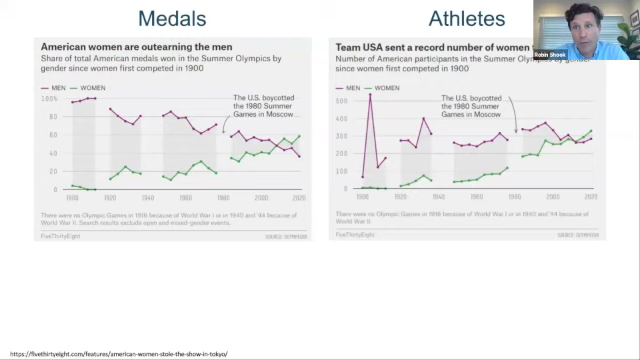 Medals
American women are outearning the men
Share of total American medals won in the Summer Olympics by
gender since women first competed in 1900
MEN WOMEN
100%
80
60
40
20
0
The U.S. boycotted
the 1980 Summer
Games in Moscow
1900 1920 1940 1960 1980 2000 2020
There were no Olympic Games in 1916 because of World War I or in 1940 and '44 because of
World War II. Search results exclude open and mixed-gender events.
FiveThirtyEight
SOURCE: OLYMPEDIA
Athletes
Team USA sent a record number of women
Number of American participants in the Summer Olympics by gender
since women first competed in 1900
MEN WOMEN
500
400
300
200
100
0
The U.S. boycotted
the 1980 Summer
Games in Moscow
1900 1920 1940 1960 1980 2000 2020
There were no Olympic Games in 1916 because of World War I or in 1940 and '44 because of
World War II.
FiveThirtyEight
SOURCE: OLYMPEDIA
Robin Shook
https://fivethirtyeight.com/features/american-women-stole-the-show-in-tokyo/